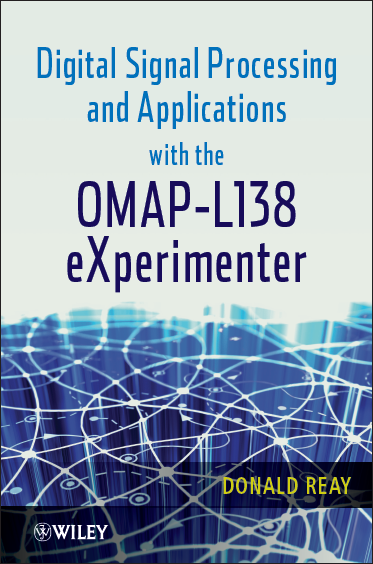 Digital Signal Processing
and Applications
with the
OMAP-L138
eXperimenter
DONALD REAY
WILEY